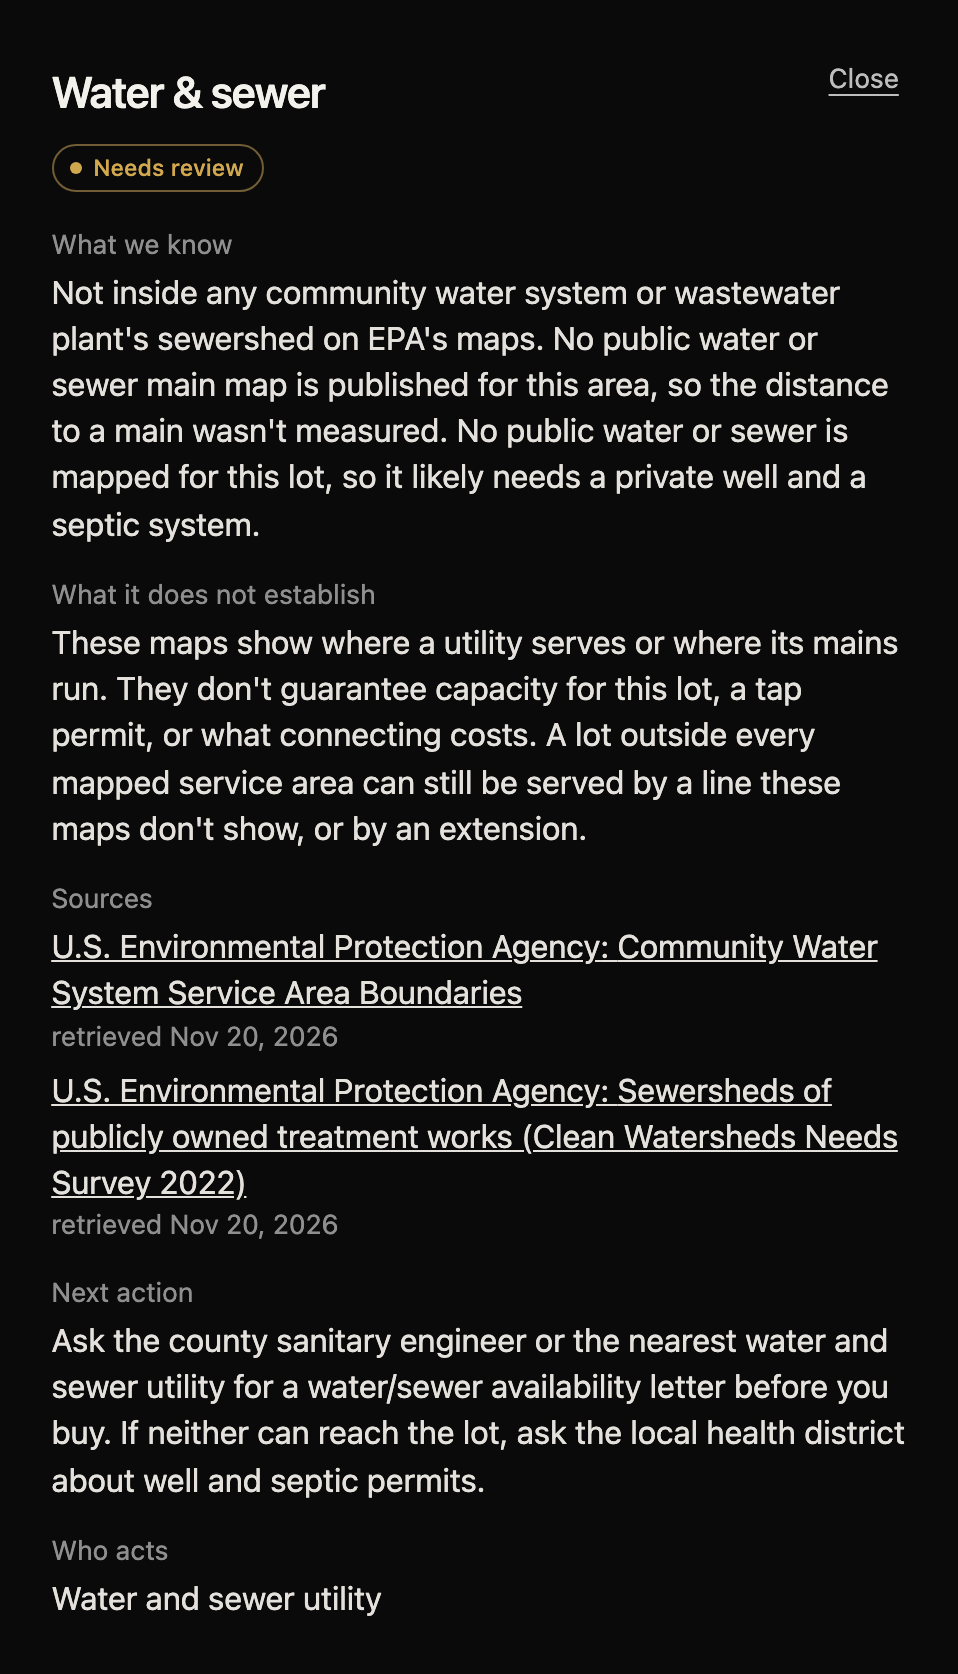 Water & sewer
Close
Needs review
What we know
Not inside any community water system or wastewater
plant's sewershed on EPA's maps. No public water or
sewer main map is published for this area, so the distance
to a main wasn't measured. No public water or sewer is
mapped for this lot, so it likely needs a private well and a
septic system.
What it does not establish
These maps show where a utility serves or where its mains
run. They don't guarantee capacity for this lot, a tap
permit, or what connecting costs. A lot outside every
mapped service area can still be served by a line these
maps don't show, or by an extension.
Sources
U.S. Environmental Protection Agency: Community Water
System Service Area Boundaries
retrieved Nov 20, 2026
U.S. Environmental Protection Agency: Sewersheds of
publicly owned treatment works (Clean Watersheds Needs
Survey 2022)
retrieved Nov 20, 2026
Next action
Ask the county sanitary engineer or the nearest water and
sewer utility for a water/sewer availability letter before you
buy. If neither can reach the lot, ask the local health district
about well and septic permits.
Who acts
Water and sewer utility